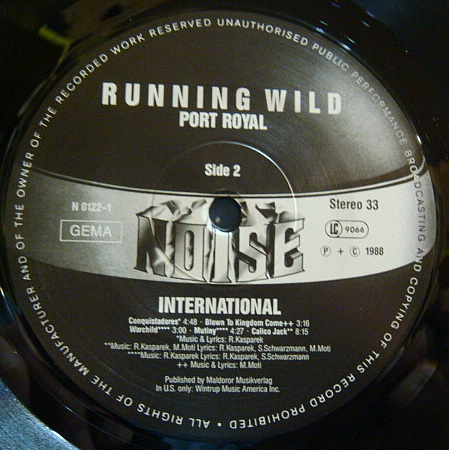 ALL RIGHTS OF THE MANUFACTURER AND OF THE OWNER OF THE RECORDED WORK RESERVED UNAUTHORISED PUBLIC PERFORMANCE BROADCASTING AND COPYING OF THIS RECORD PROHIBITED •
RUNNING WILD
PORT ROYAL
Side 2
N 0122-1
Stereo 33
GEMA
LC 9066
NOISE
Ⓟ + © 1988
INTERNATIONAL
Conquistadores* 4:48 · Blown To Kingdom Come++ 3:16
Warchild**** 3:00 · Mutiny**** 4:27 · Calico Jack** 8:15
*Music & Lyrics: R.Kasparek
**Music: R.Kasparek, M.Moti Lyrics: R.Kasparek, S.Schwarzmann, M.Moti
****Music: R.Kasparek Lyrics: R.Kasparek, S.Schwarzmann
++ Music & Lyrics: M.Moti
Published by Maldoror Musikverlag
In U.S. only: Wintrup Music America Inc.